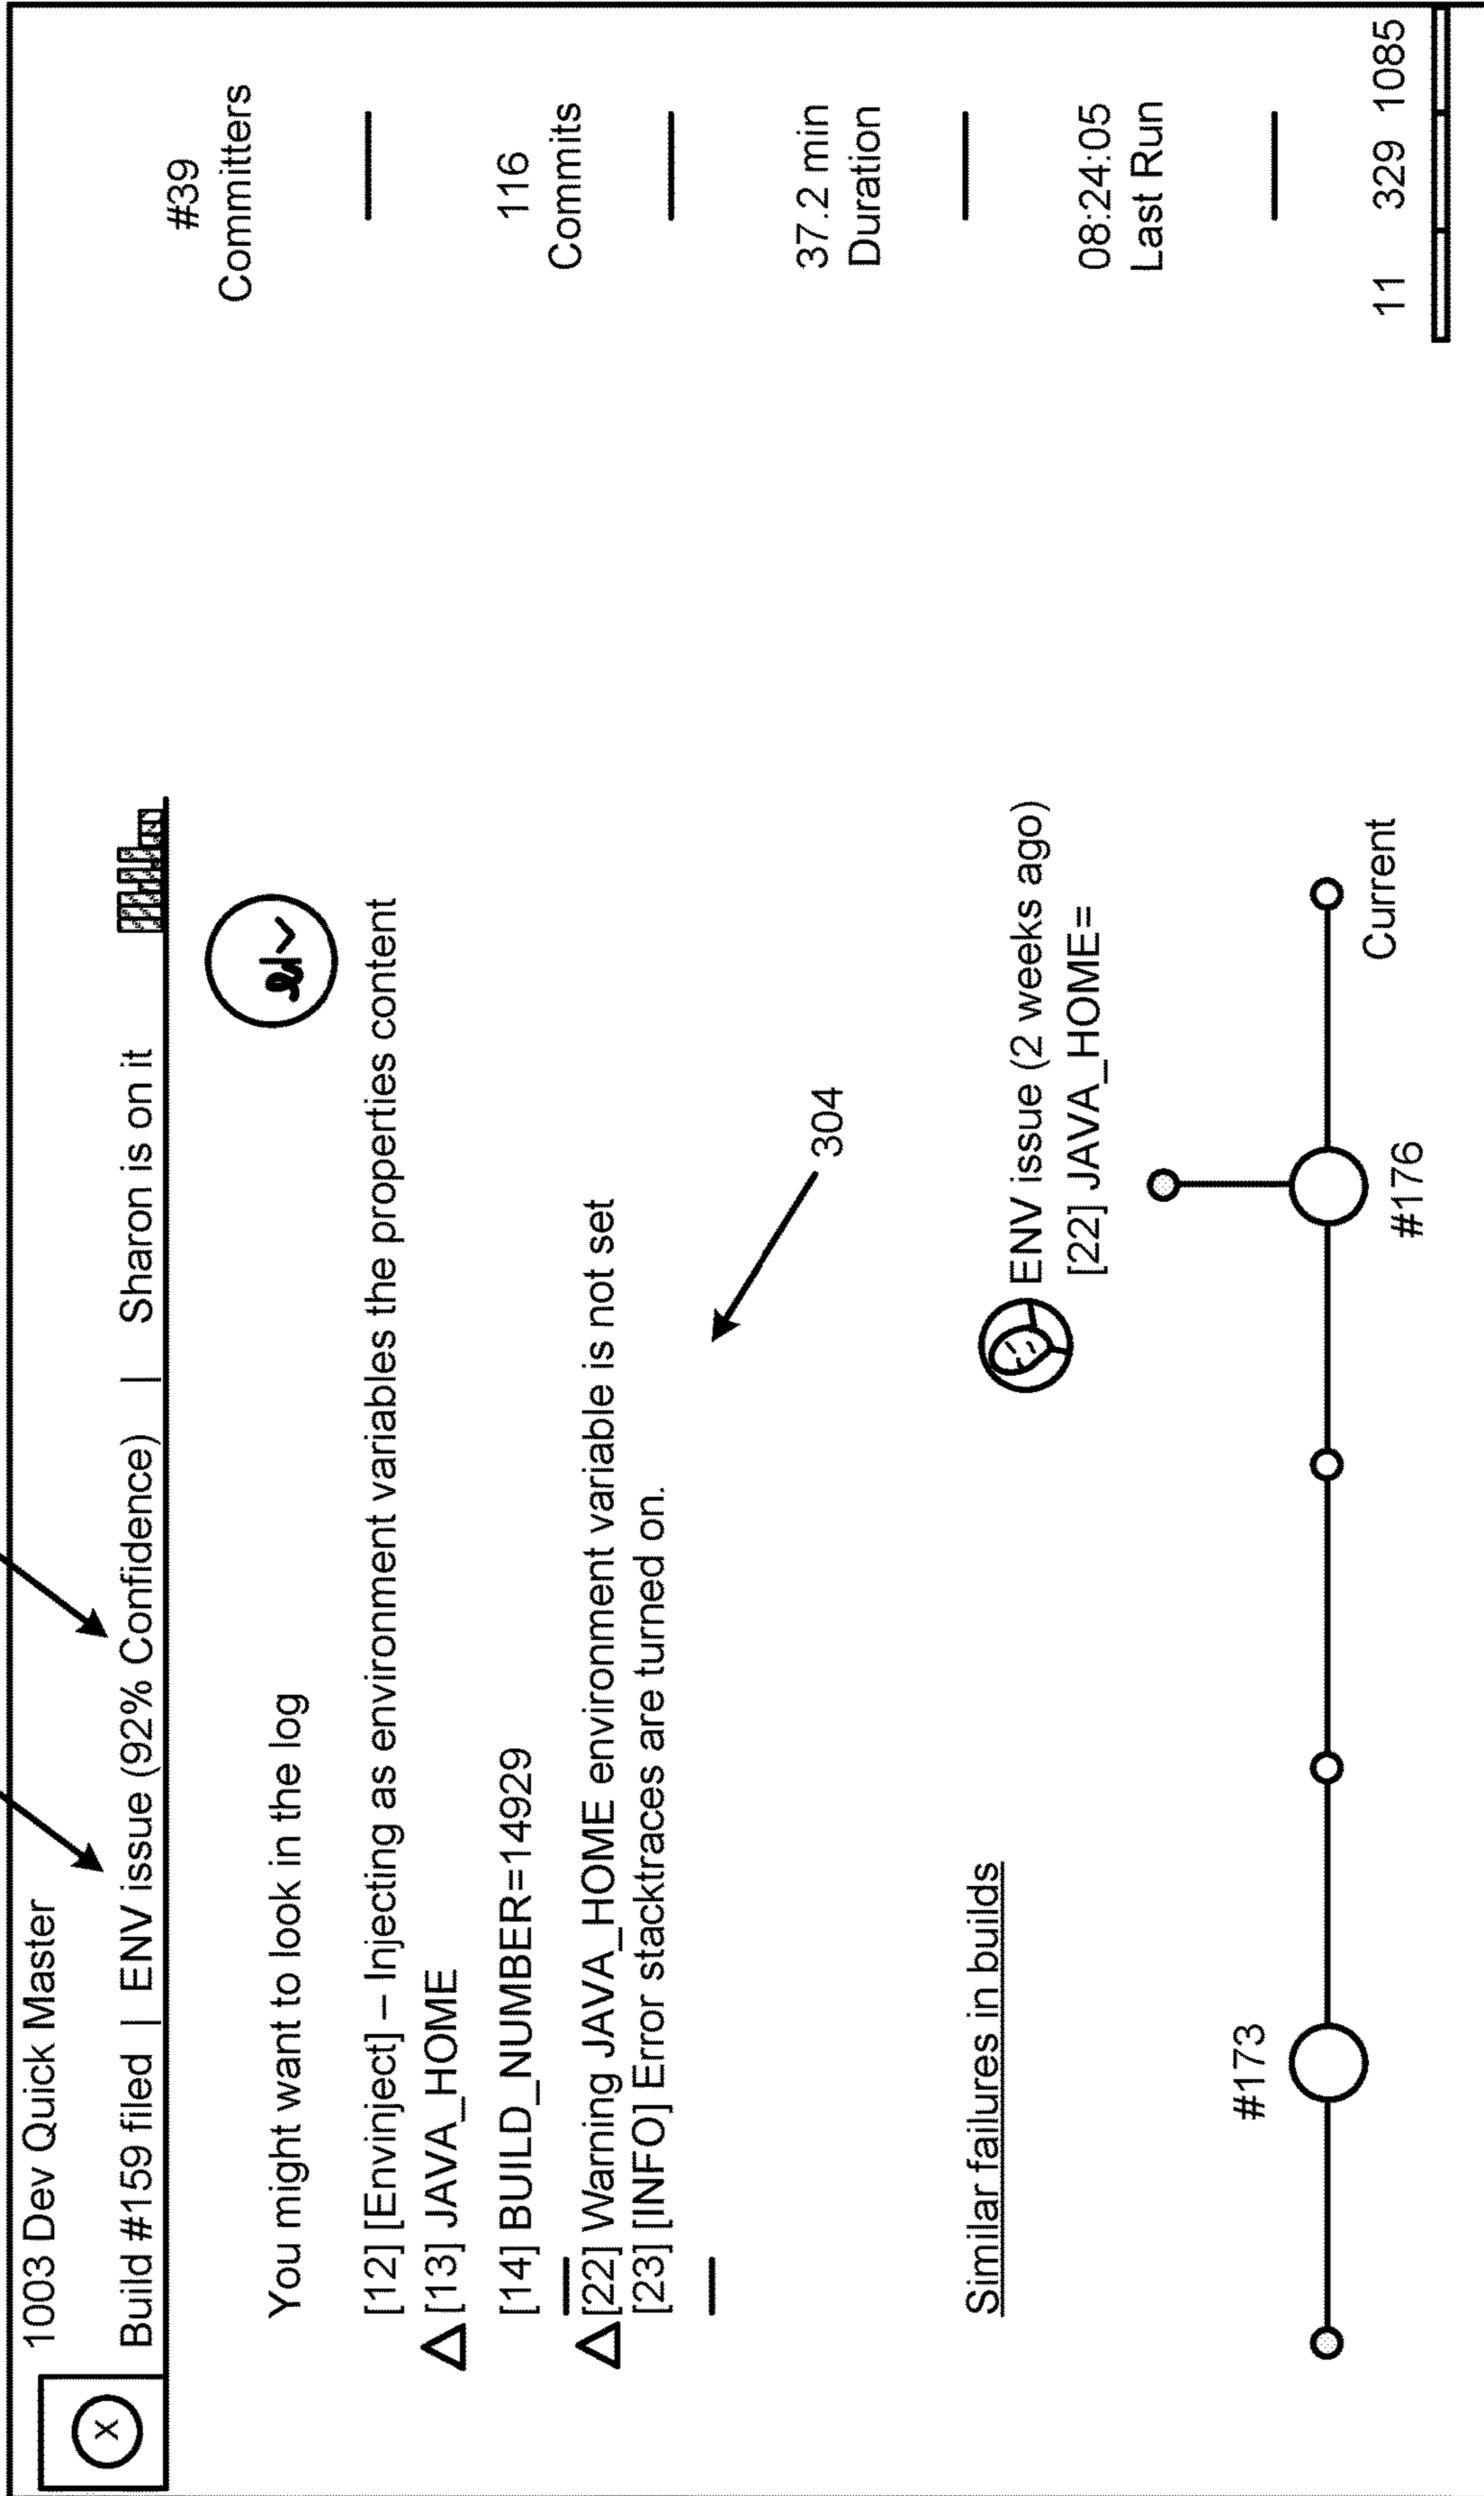 1003 Dev Quick Master
Build #159 filed | ENV issue (92% Confidence) | Sharon is on it
X
You might want to look in the log
[12] [Envinject] – Injecting as environment variables the properties content
[13] JAVA_HOME
[14] BUILD_NUMBER=14929
[22] Warning JAVA_HOME environment variable is not set
[23] [INFO] Error stacktraces are turned on.
304
Similar failures in builds
ENV issue (2 weeks ago)
[22] JAVA_HOME=
#173
#176
Current
#39
Committers
116
Commits
37.2 min
Duration
08:24:05
Last Run
11 329 1085